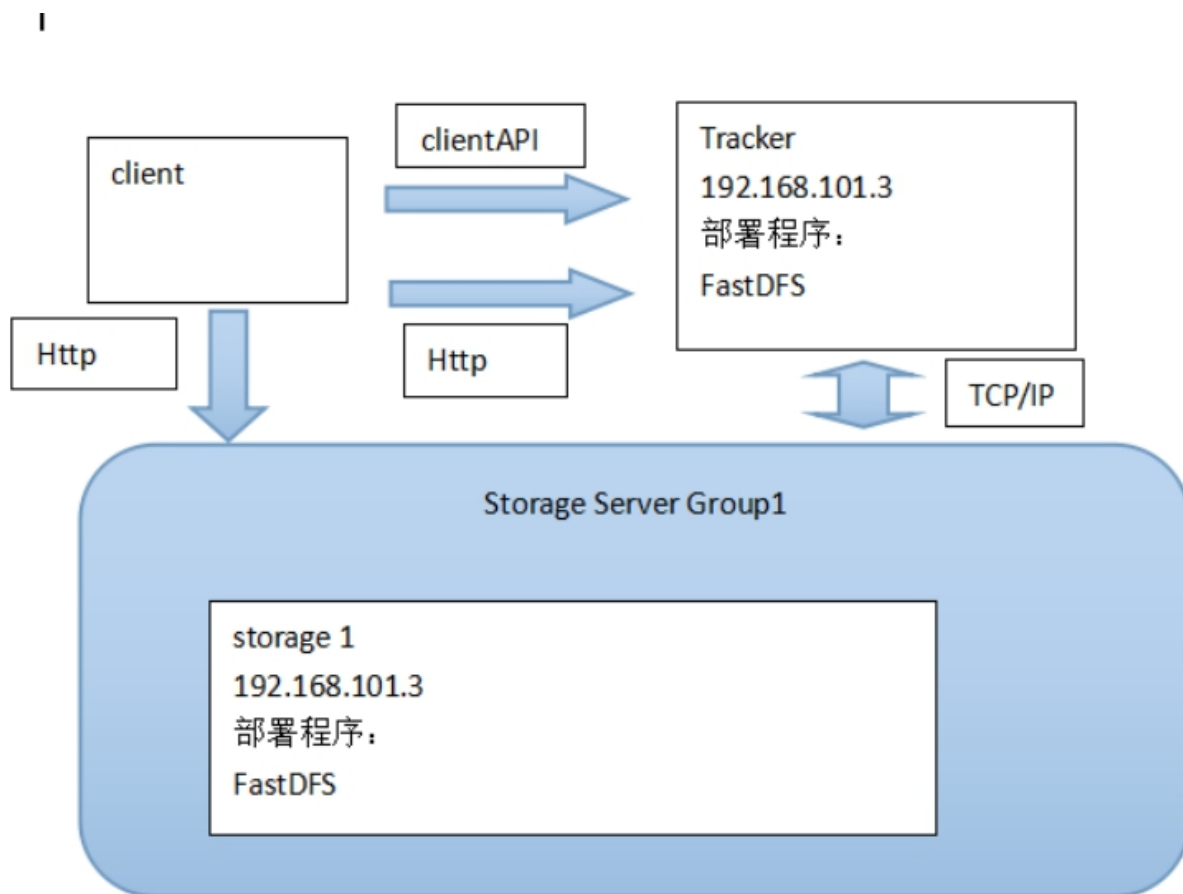 client
clientAPI
Tracker
192.168.101.3
部署程序：
FastDFS
Http
Http
TCP/IP
Storage Server Group1
storage 1
192.168.101.3
部署程序：
FastDFS